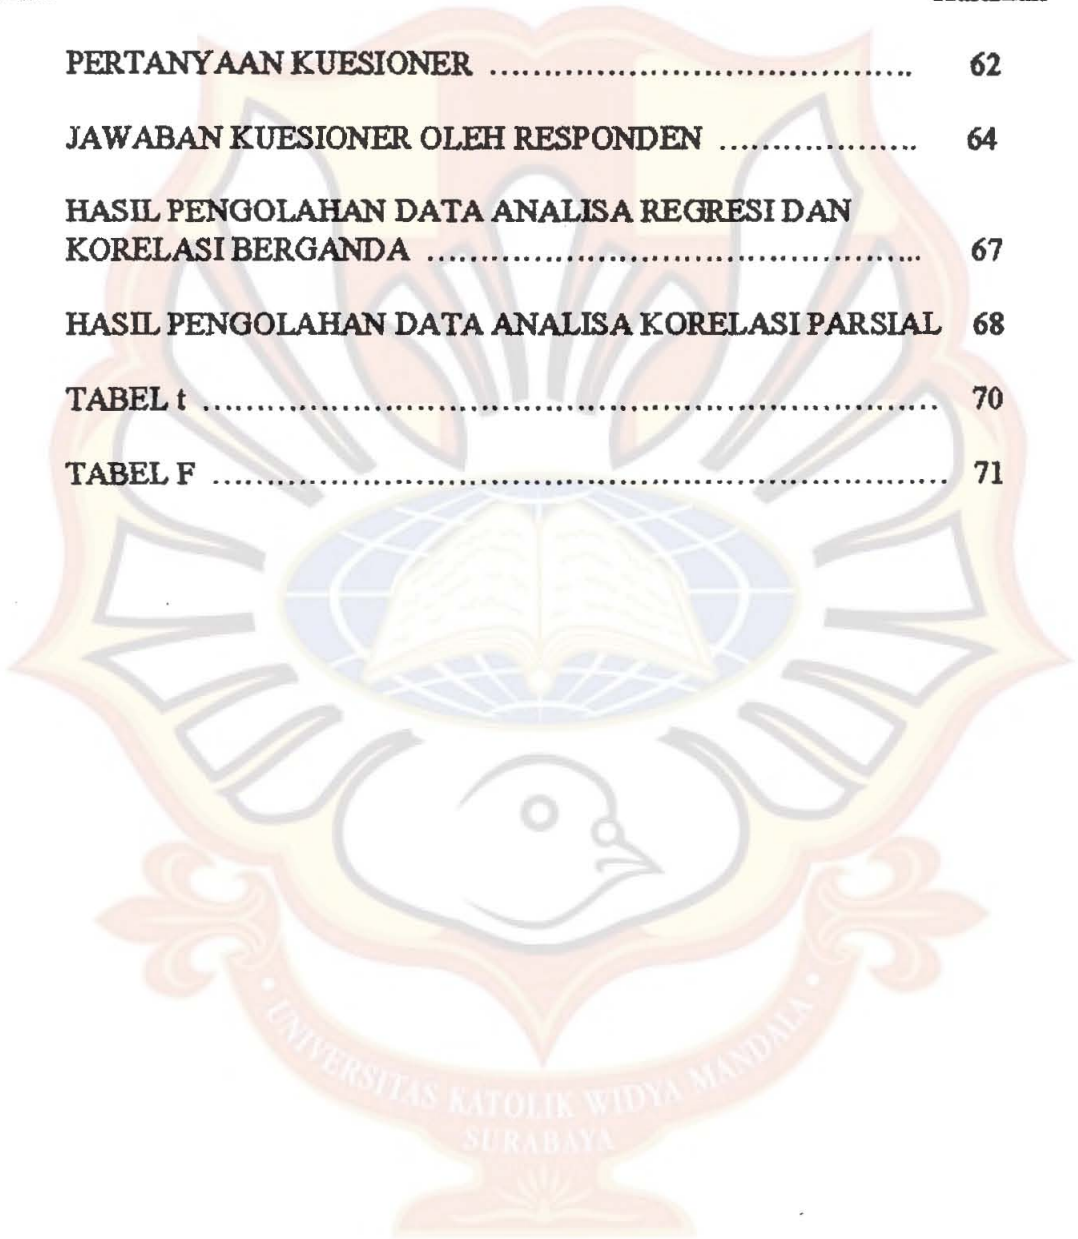 PERTANYAAN KUESIONER ........................................ 62
JAWABAN KUESIONER OLEH RESPONDEN ................... 64
HASIL PENGOLAHAN DATA ANALISA REGRESI DAN
KORELASI BERGANDA ............................................... 67
HASIL PENGOLAHAN DATA ANALISA KORELASI PARSIAL 68
TABEL t ...................................................................... 70
TABEL F ...................................................................... 71
• UNIVERSITAS KATOLIK WIDYA MANDALA •
SURABAYA